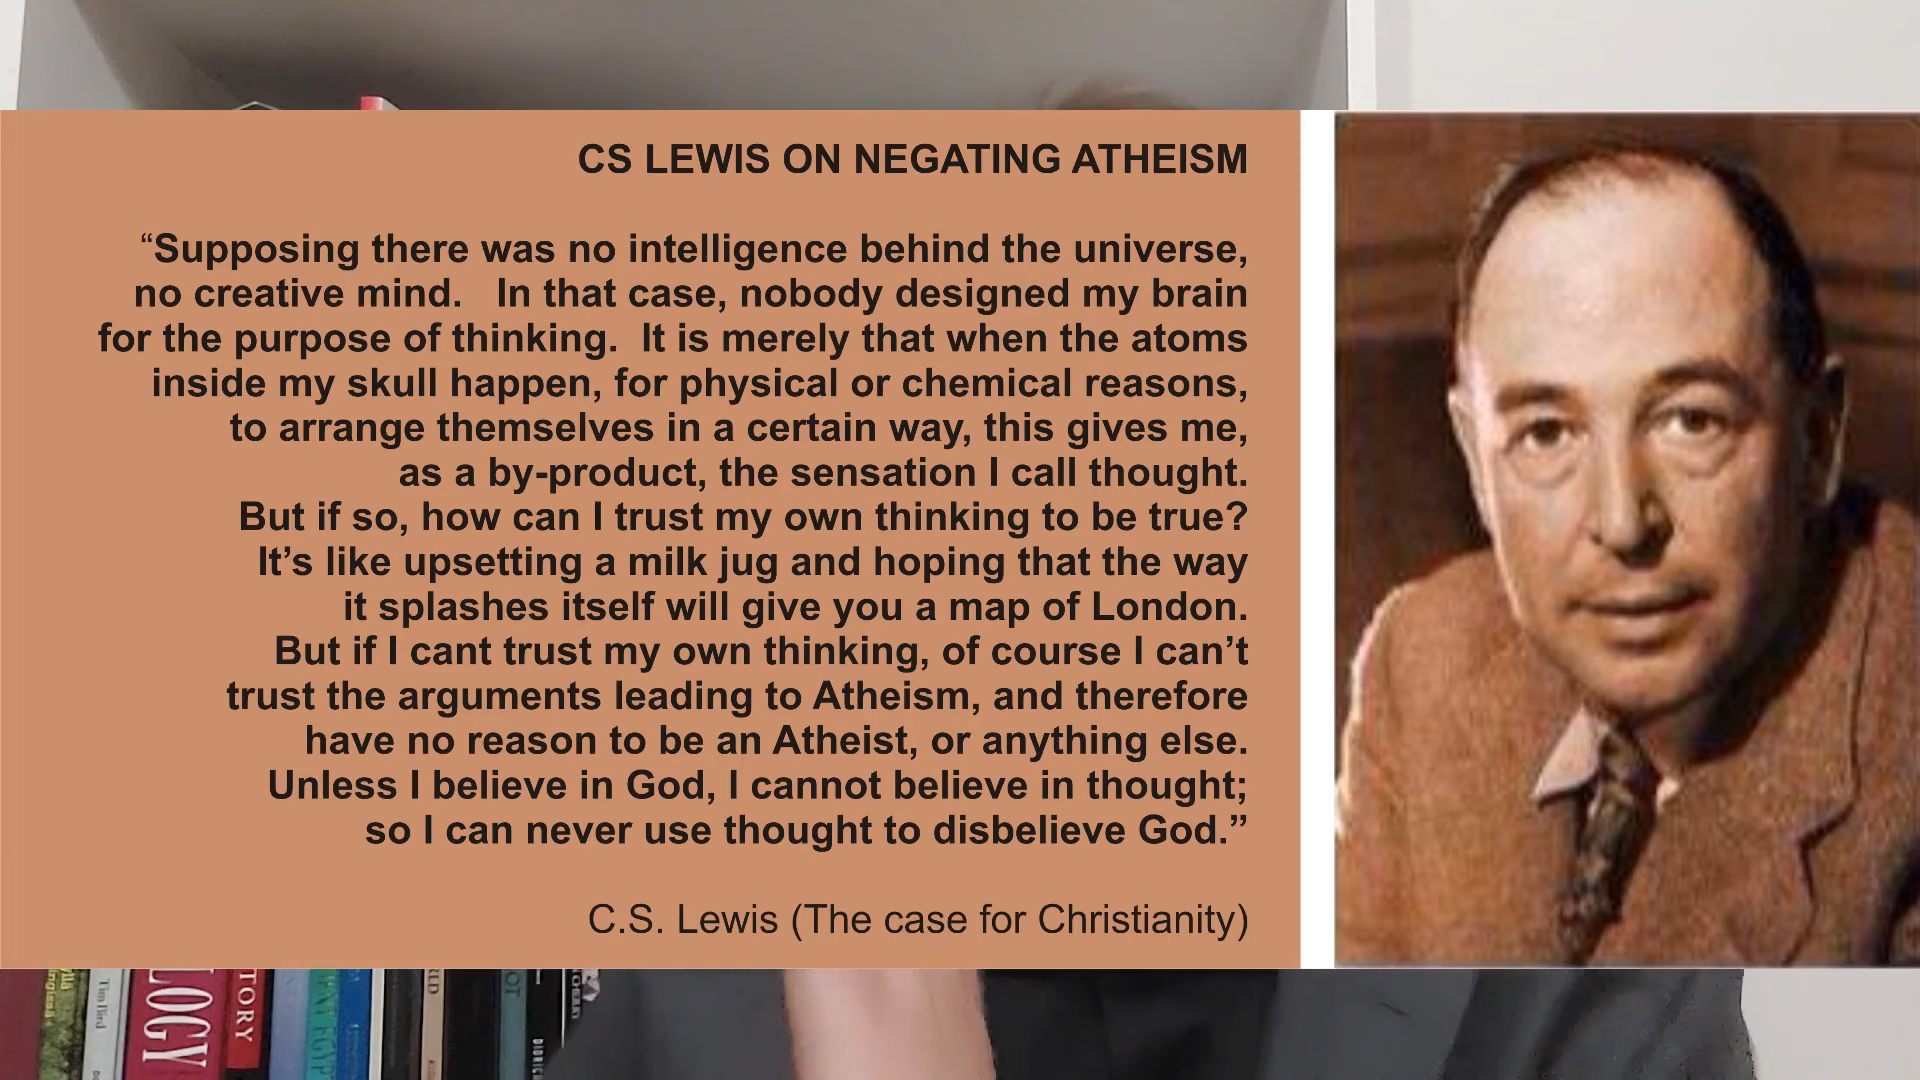 CS LEWIS ON NEGATING ATHEISM
“Supposing there was no intelligence behind the universe,
no creative mind. In that case, nobody designed my brain
for the purpose of thinking. It is merely that when the atoms
inside my skull happen, for physical or chemical reasons,
to arrange themselves in a certain way, this gives me,
as a by-product, the sensation I call thought.
But if so, how can I trust my own thinking to be true?
It’s like upsetting a milk jug and hoping that the way
it splashes itself will give you a map of London.
But if I cant trust my own thinking, of course I can’t
trust the arguments leading to Atheism, and therefore
have no reason to be an Atheist, or anything else.
Unless I believe in God, I cannot believe in thought;
so I can never use thought to disbelieve God.”
C.S. Lewis (The case for Christianity)
Tim Bird
LOGY
TORY